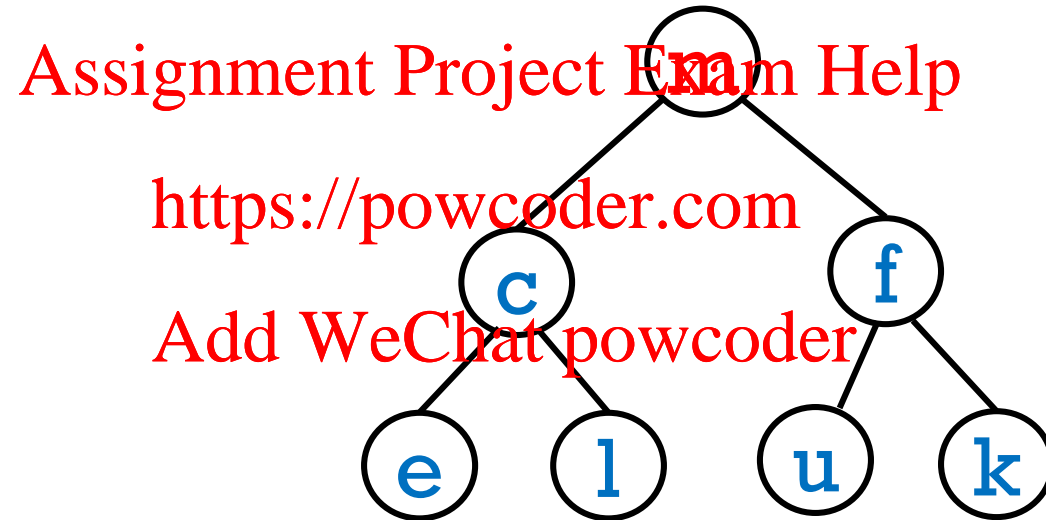 Assignment Project Exam Help
m
https://powcoder.com
c f
Add WeChat powcoder
e l u k